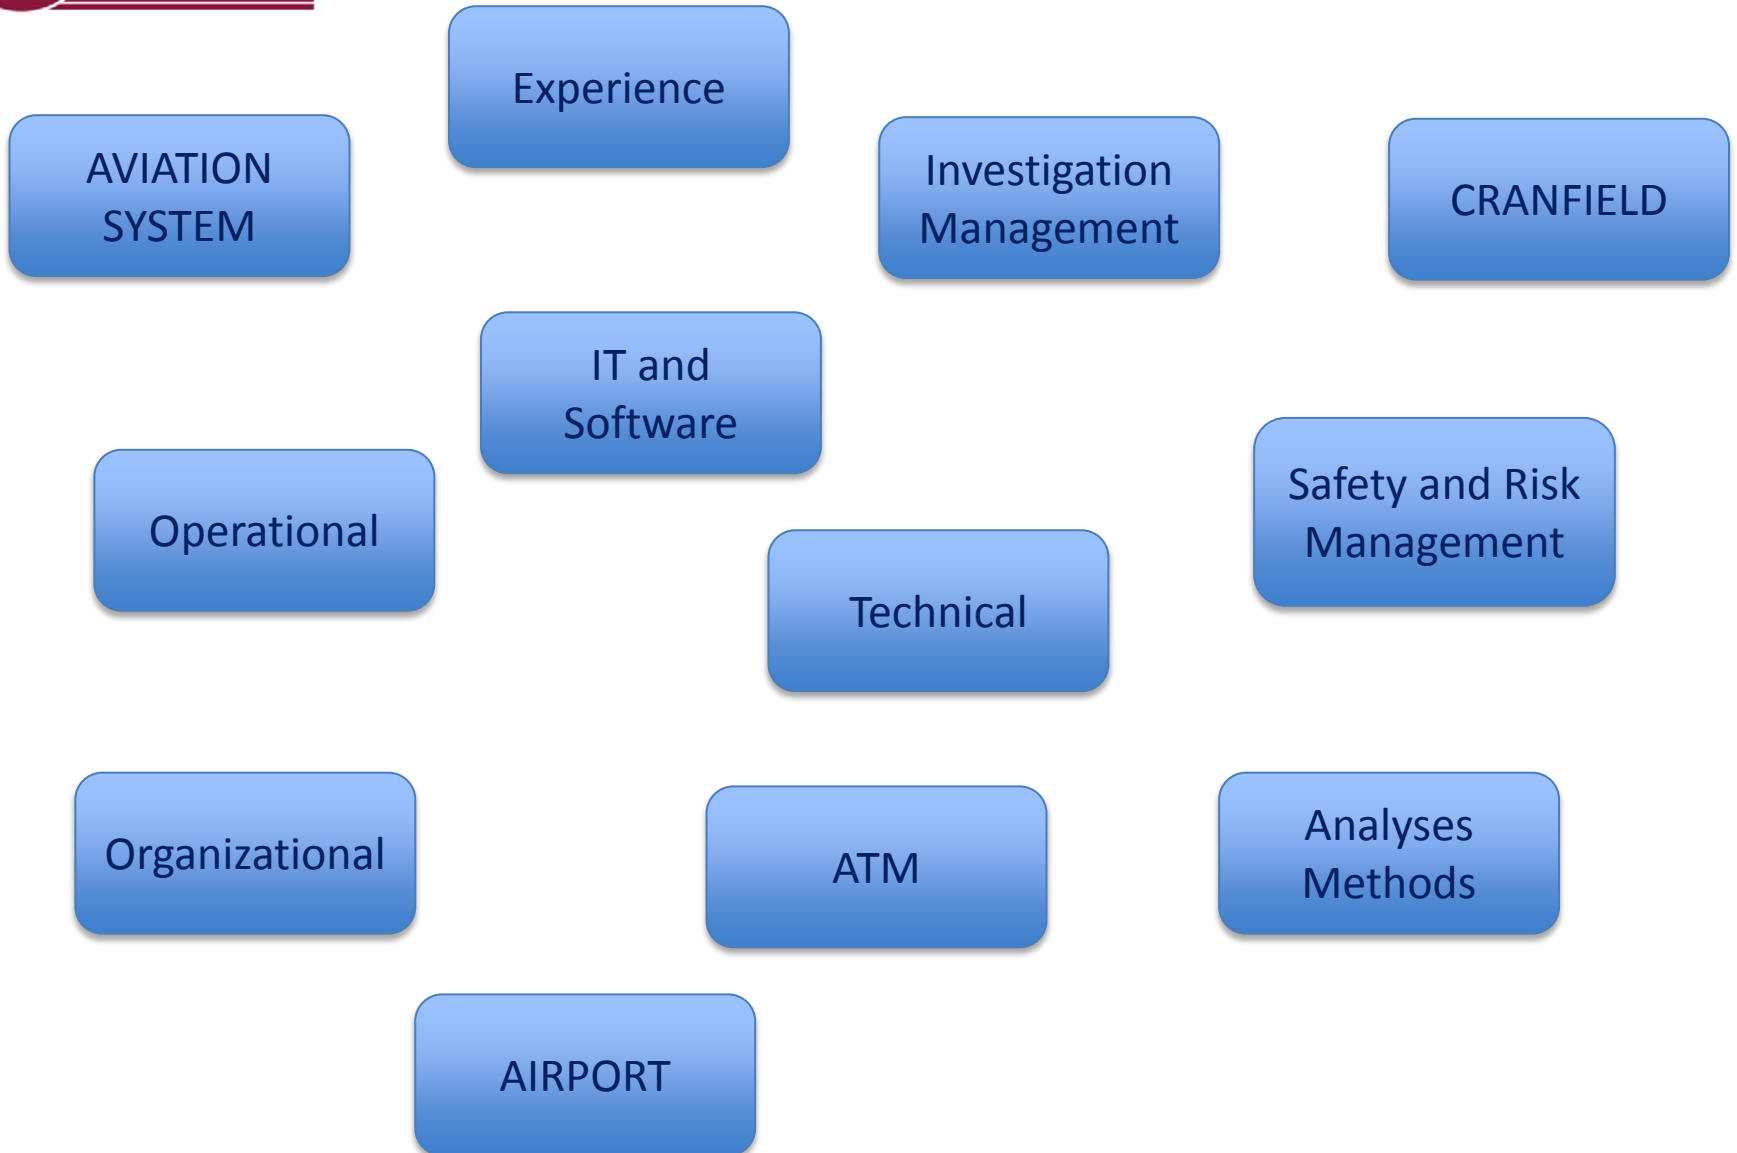 Experience
AVIATION
SYSTEM
Investigation
Management
CRANFIELD
IT and
Software
Operational
Safety and Risk
Management
Technical
Organizational
ATM
Analyses
Methods
AIRPORT